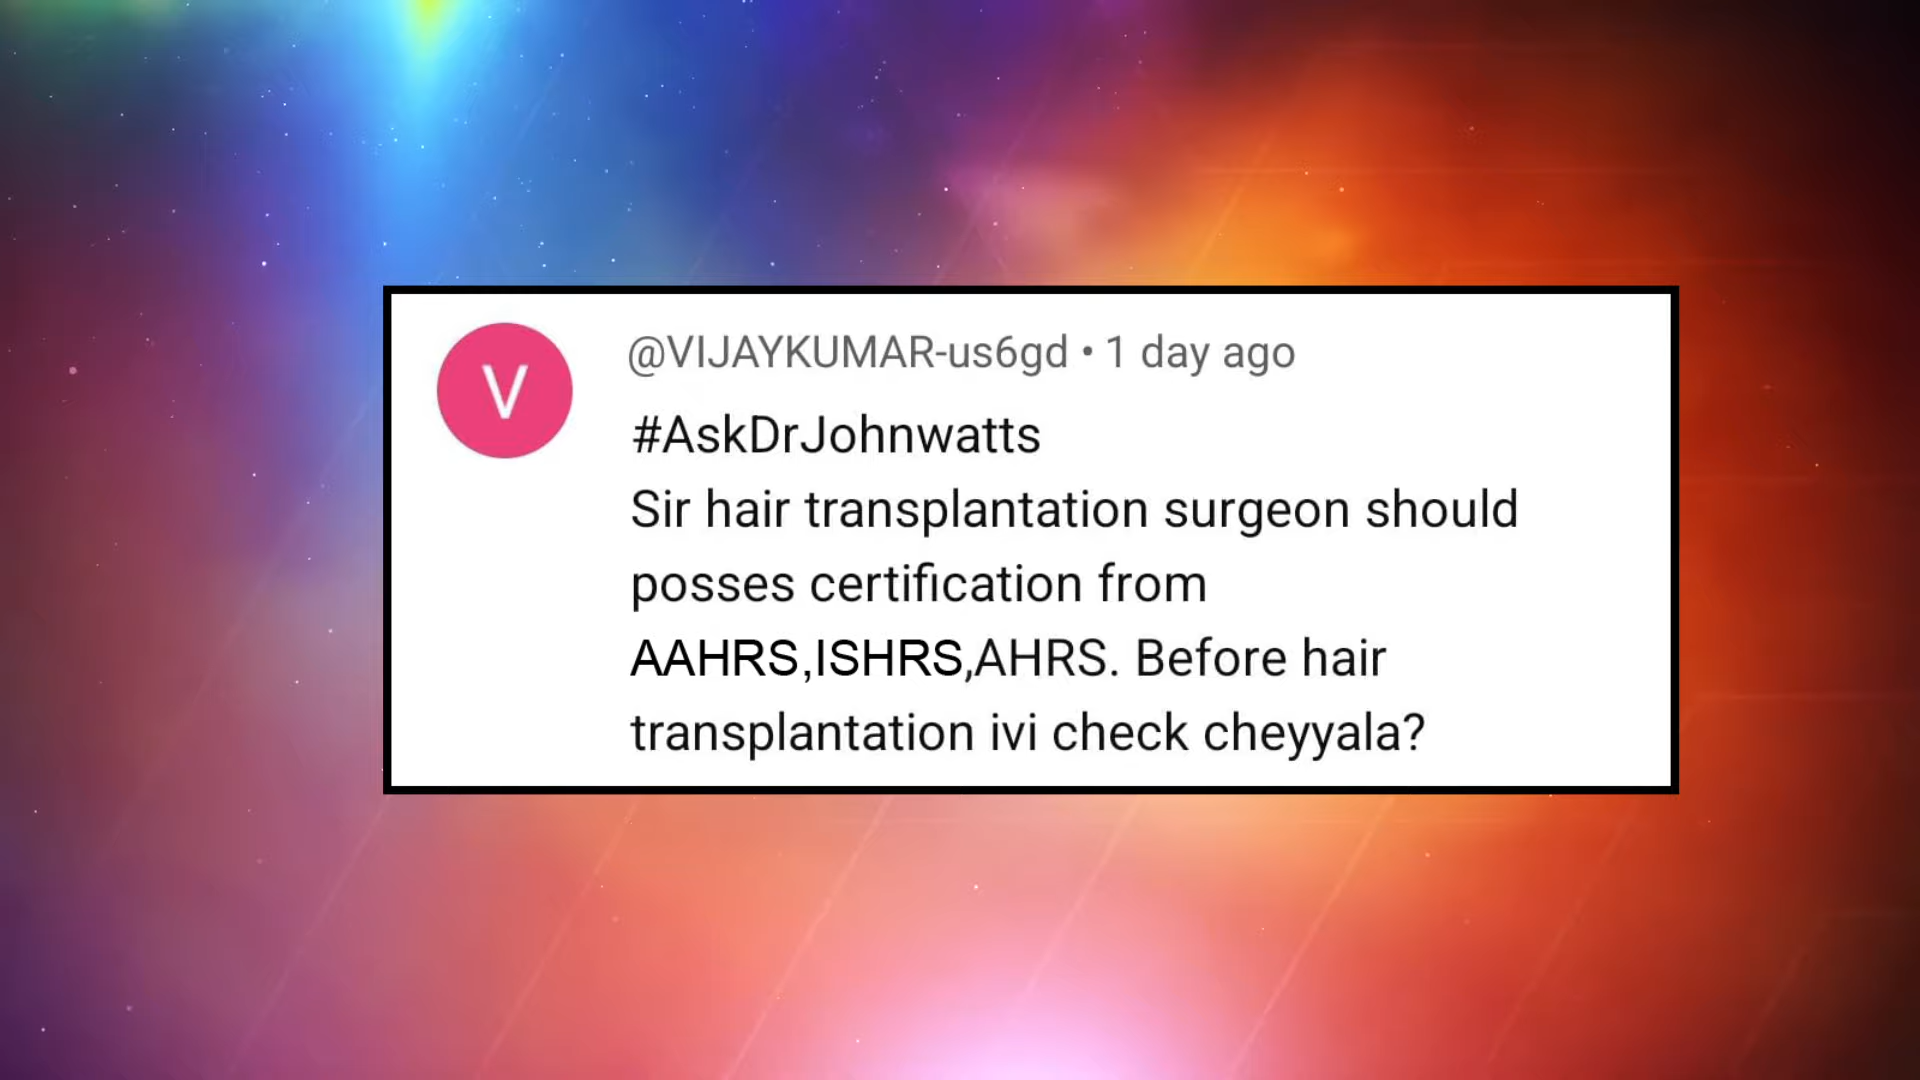 V
@VIJAYKUMAR-us6gd • 1 day ago
#AskDrJohnwatts
Sir hair transplantation surgeon should
posses certification from
AAHRS,ISHRS,AHRS. Before hair
transplantation ivi check cheyyala?